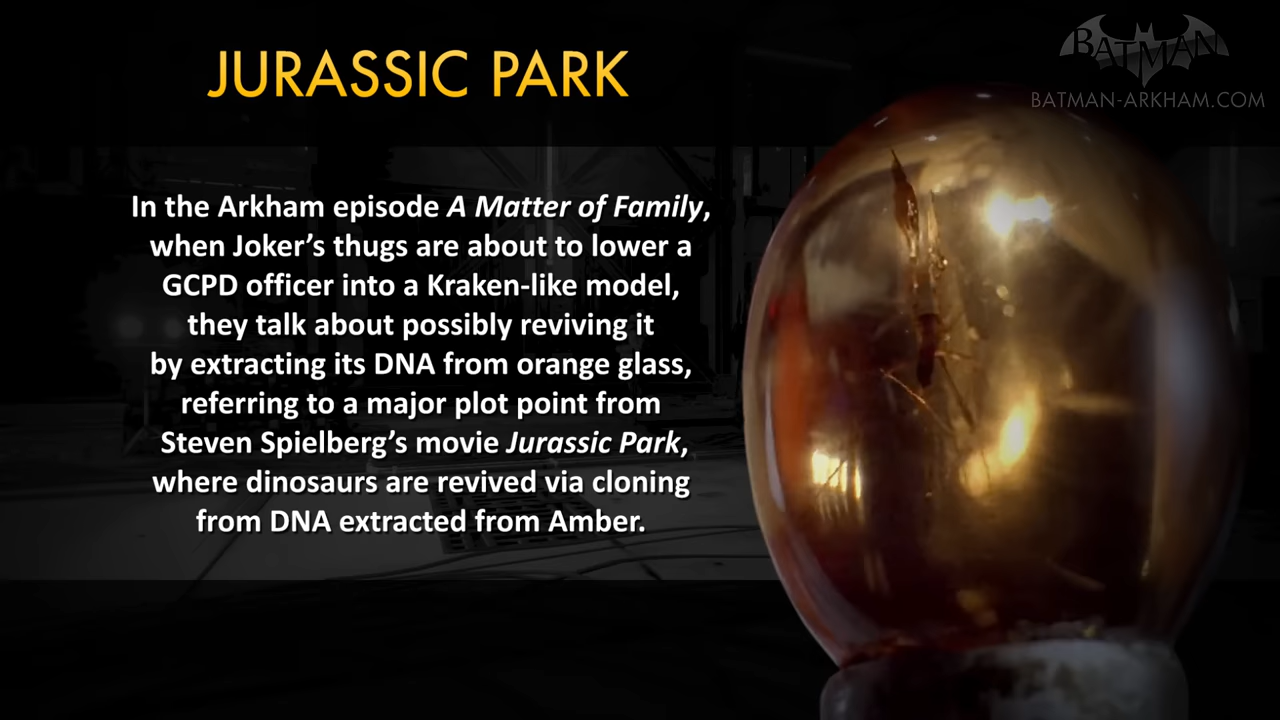 JURASSIC PARK
BATMAN
BATMAN-ARKHAM.COM
In the Arkham episode A Matter of Family,
when Joker's thugs are about to lower a
GCPD officer into a Kraken-like model,
they talk about possibly reviving it
by extracting its DNA from orange glass,
referring to a major plot point from
Steven Spielberg's movie Jurassic Park,
where dinosaurs are revived via cloning
from DNA extracted from Amber.